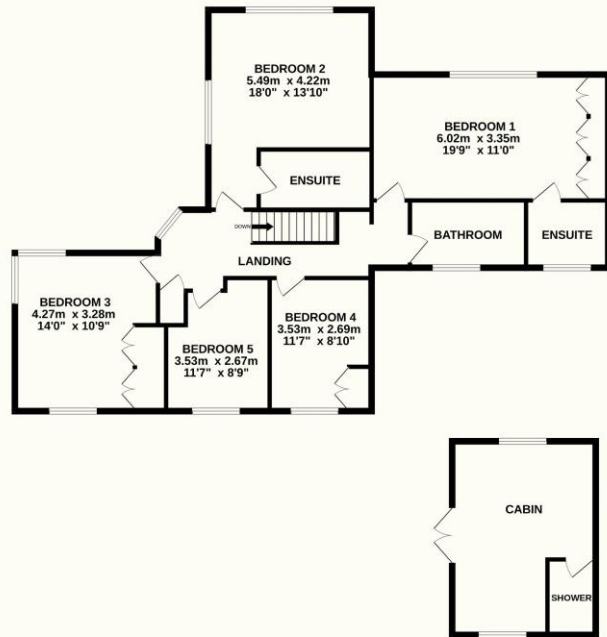 BEDROOM 2
5.49m x 4.22m
18'0" x 13'10"
BEDROOM 1
6.02m x 3.35m
19'9" x 11'0"
ENSUITE
DOWN
BATHROOM
ENSUITE
LANDING
BEDROOM 3
4.27m x 3.28m
14'0" x 10'9"
BEDROOM 4
3.53m x 2.69m
11'7" x 8'10"
BEDROOM 5
3.53m x 2.67m
11'7" x 8'9"
CABIN
SHOWER